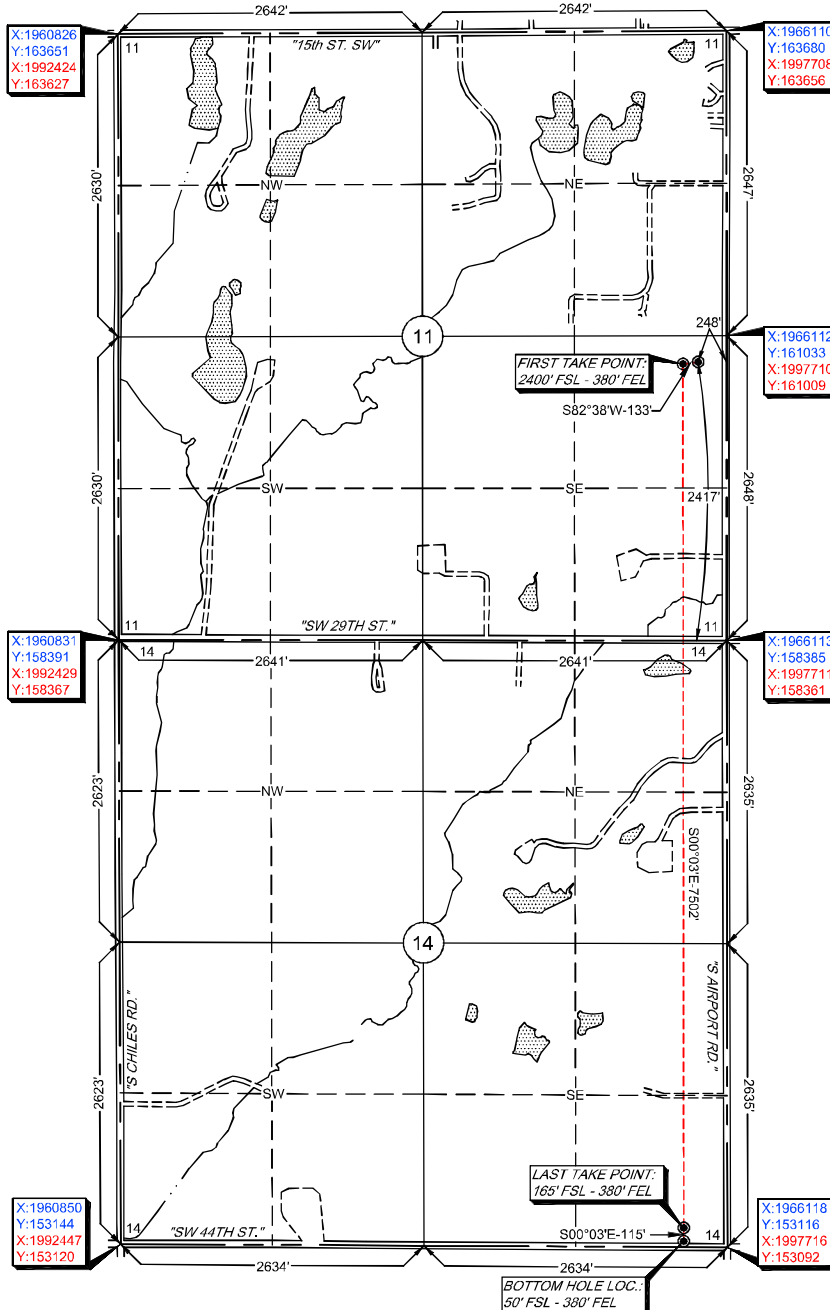 2642'
2642'
X:1960826
Y:163651
X:1992424
Y:163627
"15th ST. SW"
X:1966110
Y:163680
X:1997708
Y:163656
11
11
2630'
NW
NE
2647'
11
248'
X:1966112
Y:161033
X:1997710
Y:161009
FIRST TAKE POINT:
2400' FSL - 380' FEL
S82°38'W-133'
2630'
SW
SE
2417'
2648'
11
"SW 29TH ST."
11
X:1960831
Y:158391
X:1992429
Y:158367
X:1966113
Y:158385
X:1997711
Y:158361
14
2641'
2641'
14
2623'
NW
NE
2635'
S00°03'E-7502'
14
"S CHILES RD."
"S AIRPORT RD."
2623'
SW
SE
2635'
LAST TAKE POINT:
165' FSL - 380' FEL
X:1960850
Y:153144
X:1992447
Y:153120
14
"SW 44TH ST."
S00°03'E-115'
14
X:1966118
Y:153116
X:1997716
Y:153092
2634'
2634'
BOTTOM HOLE LOC.:
50' FSL - 380' FEL